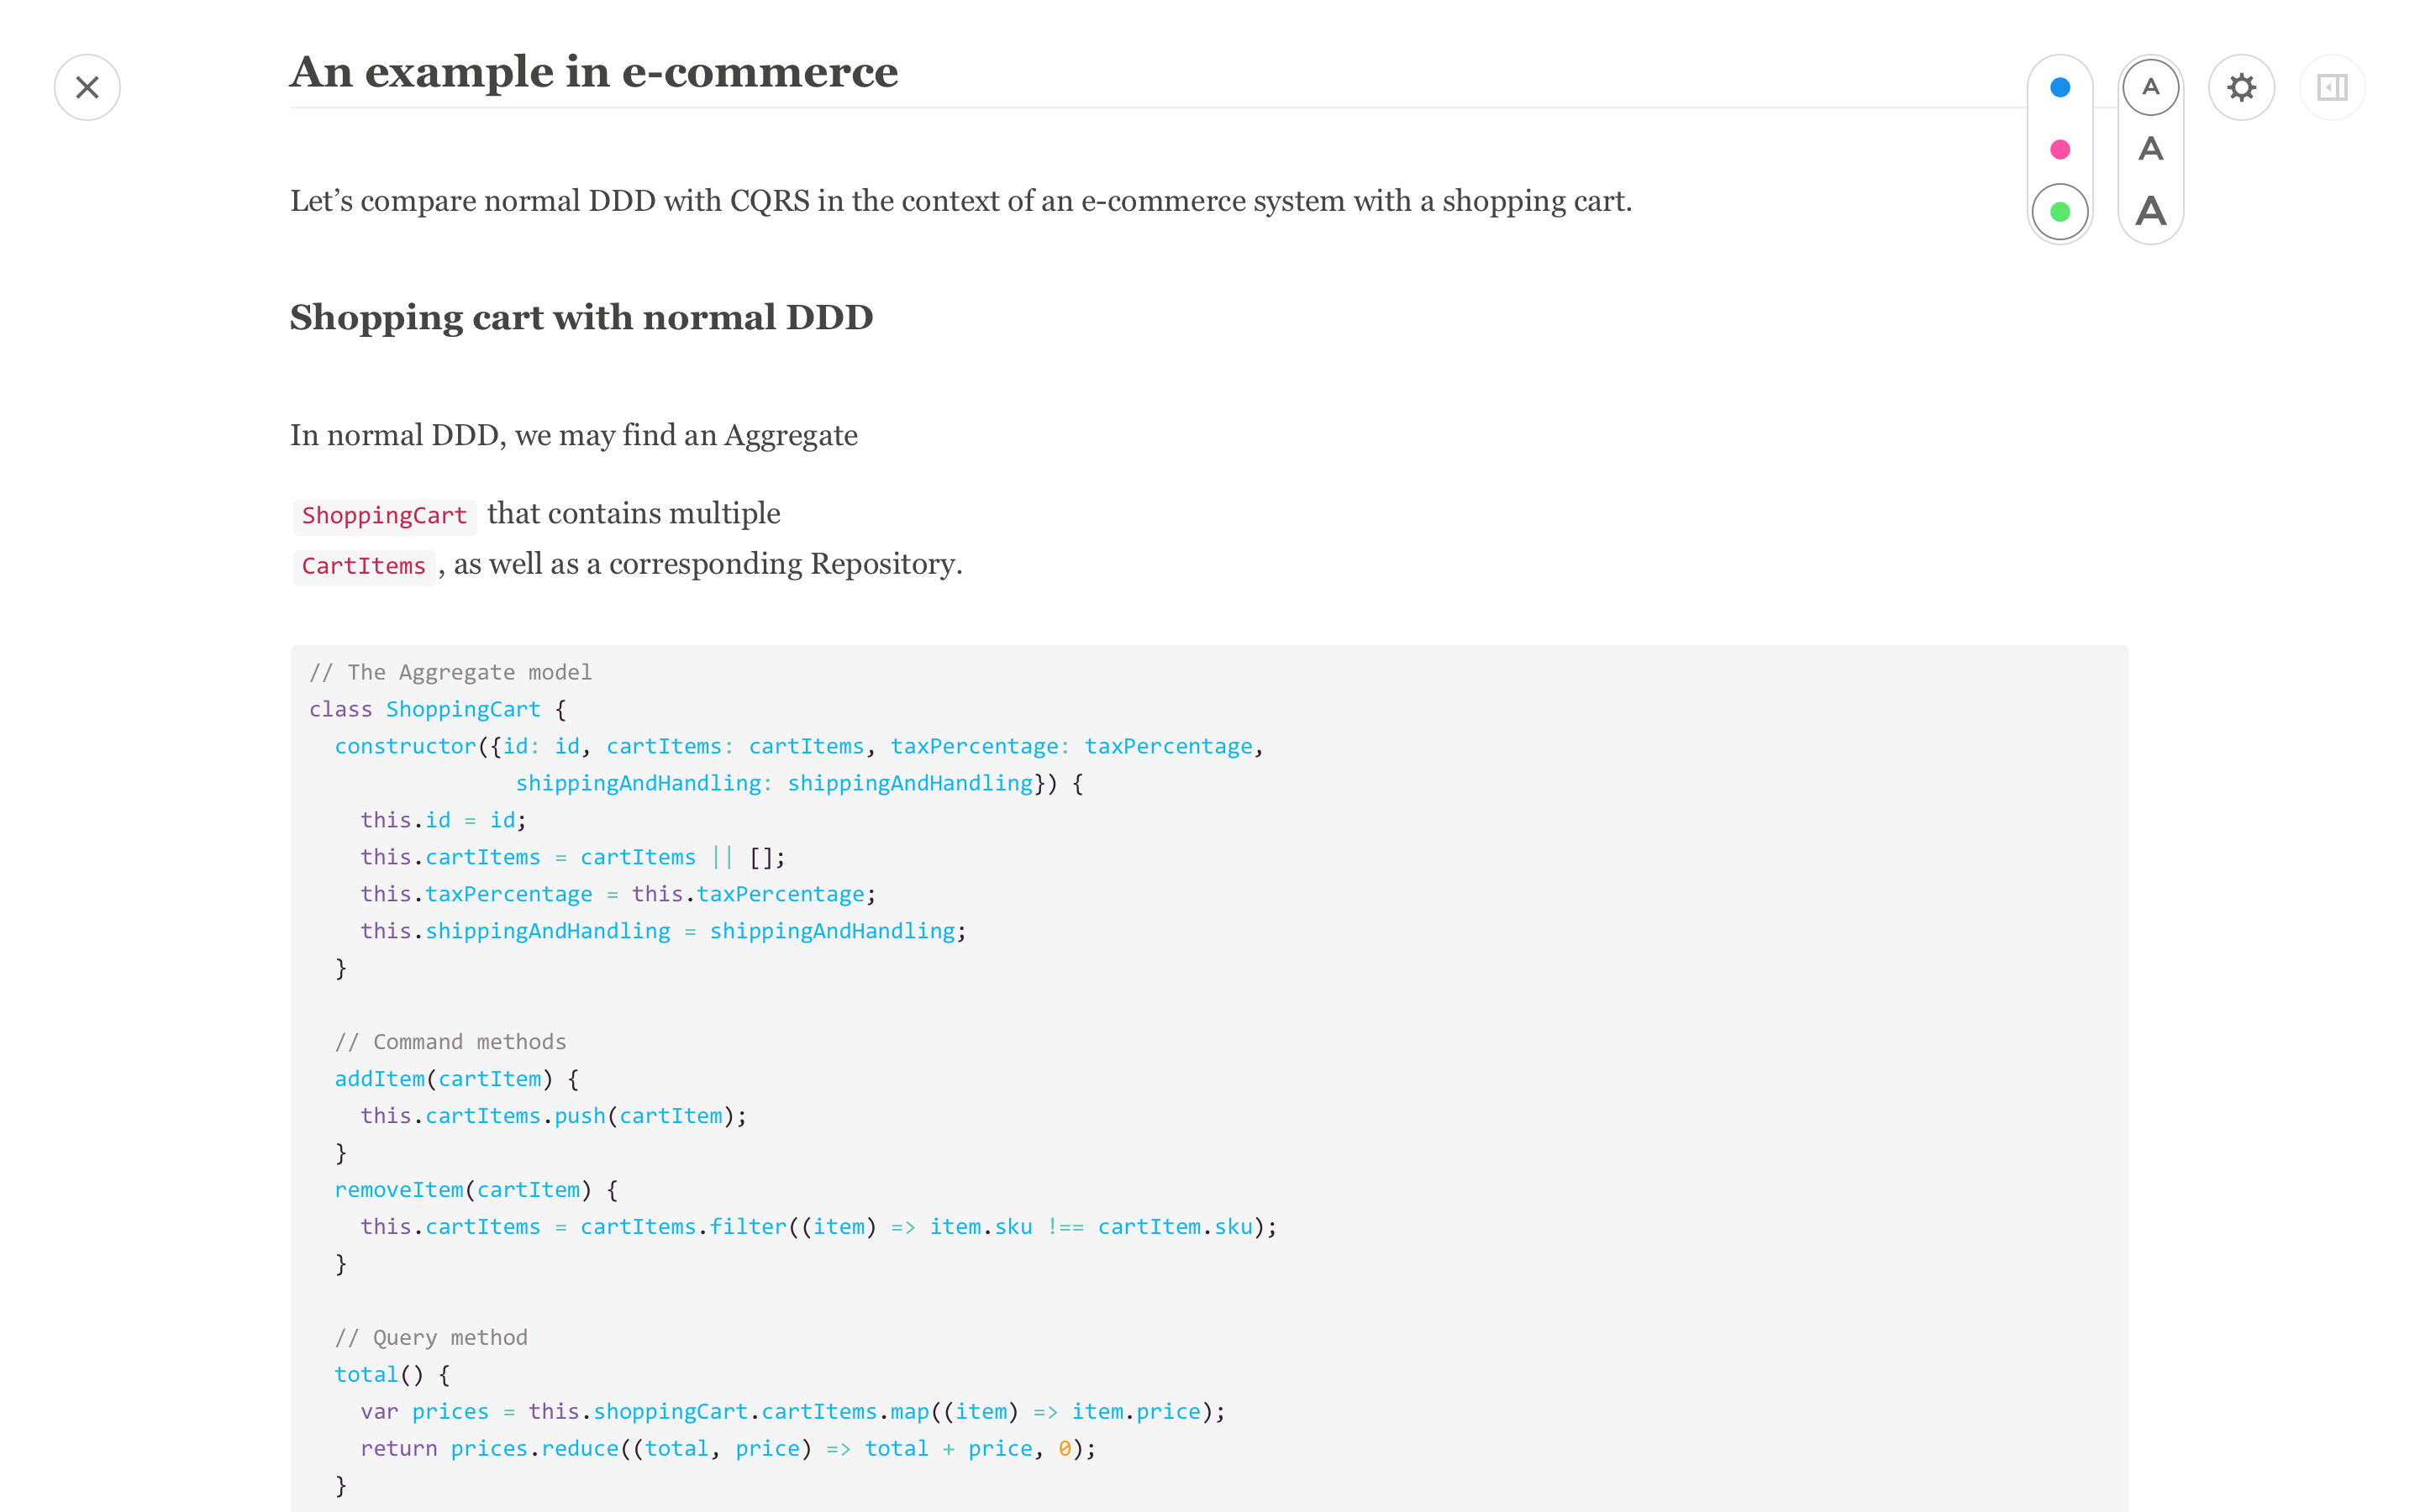 An example in e-commerce
Let’s compare normal DDD with CQRS in the context of an e-commerce system with a shopping cart.
Shopping cart with normal DDD
In normal DDD, we may find an Aggregate
ShoppingCart that contains multiple
CartItems , as well as a corresponding Repository.
// The Aggregate model
class ShoppingCart {
  constructor({id: id, cartItems: cartItems, taxPercentage: taxPercentage,
                shippingAndHandling: shippingAndHandling}) {
    this.id = id;
    this.cartItems = cartItems || [];
    this.taxPercentage = this.taxPercentage;
    this.shippingAndHandling = shippingAndHandling;
  }
  // Command methods
  addItem(cartItem) {
    this.cartItems.push(cartItem);
  }
  removeItem(cartItem) {
    this.cartItems = cartItems.filter((item) => item.sku !== cartItem.sku);
  }
  // Query method
  total() {
    var prices = this.shoppingCart.cartItems.map((item) => item.price);
    return prices.reduce((total, price) => total + price, 0);
  }
A
A
A